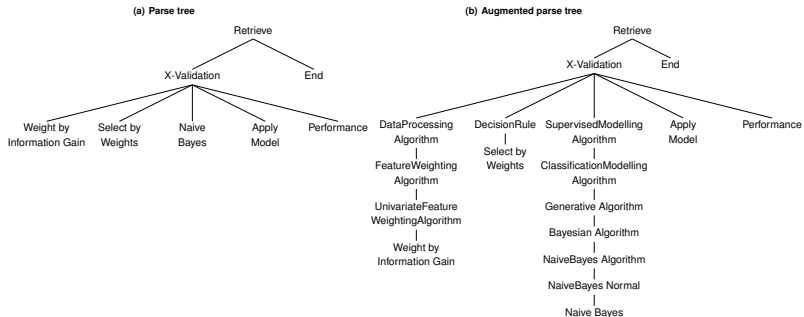 (a) Parse tree
Retrieve
X-Validation
End
Weight by
Information Gain
Select by
Weights
Naive
Bayes
Apply
Model
Performance
(b) Augmented parse tree
Retrieve
X-Validation
End
DataProcessing
Algorithm
FeatureWeighting
Algorithm
UnivariateFeature
WeightingAlgorithm
Weight by
Information Gain
DecisionRule
Select by
Weights
SupervisedModelling
Algorithm
ClassificationModelling
Algorithm
Generative Algorithm
Bayesian Algorithm
NaiveBayes Algorithm
NaiveBayes Normal
Naive Bayes
Apply
Model
Performance